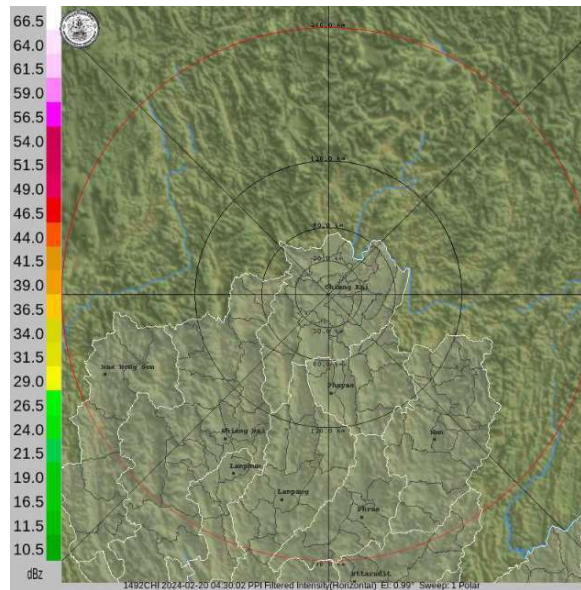 66.5
64.0
61.5
59.0
56.5
54.0
51.5
49.0
46.5
44.0
41.5
39.0
36.5
34.0
31.5
29.0
26.5
24.0
21.5
19.0
16.5
11.5
10.5
dBz
120.0 km
Chiang Rai
Mae Hong Son
Phayao
Chiang Mai
Nan
Lamphun
Lampang
Phrae
Uttaradit
1492CHI 2024-02-20 04:30:02 PPI Filtered Intensity(Horizontal) El: 0.99° Sweep: 1 Polar